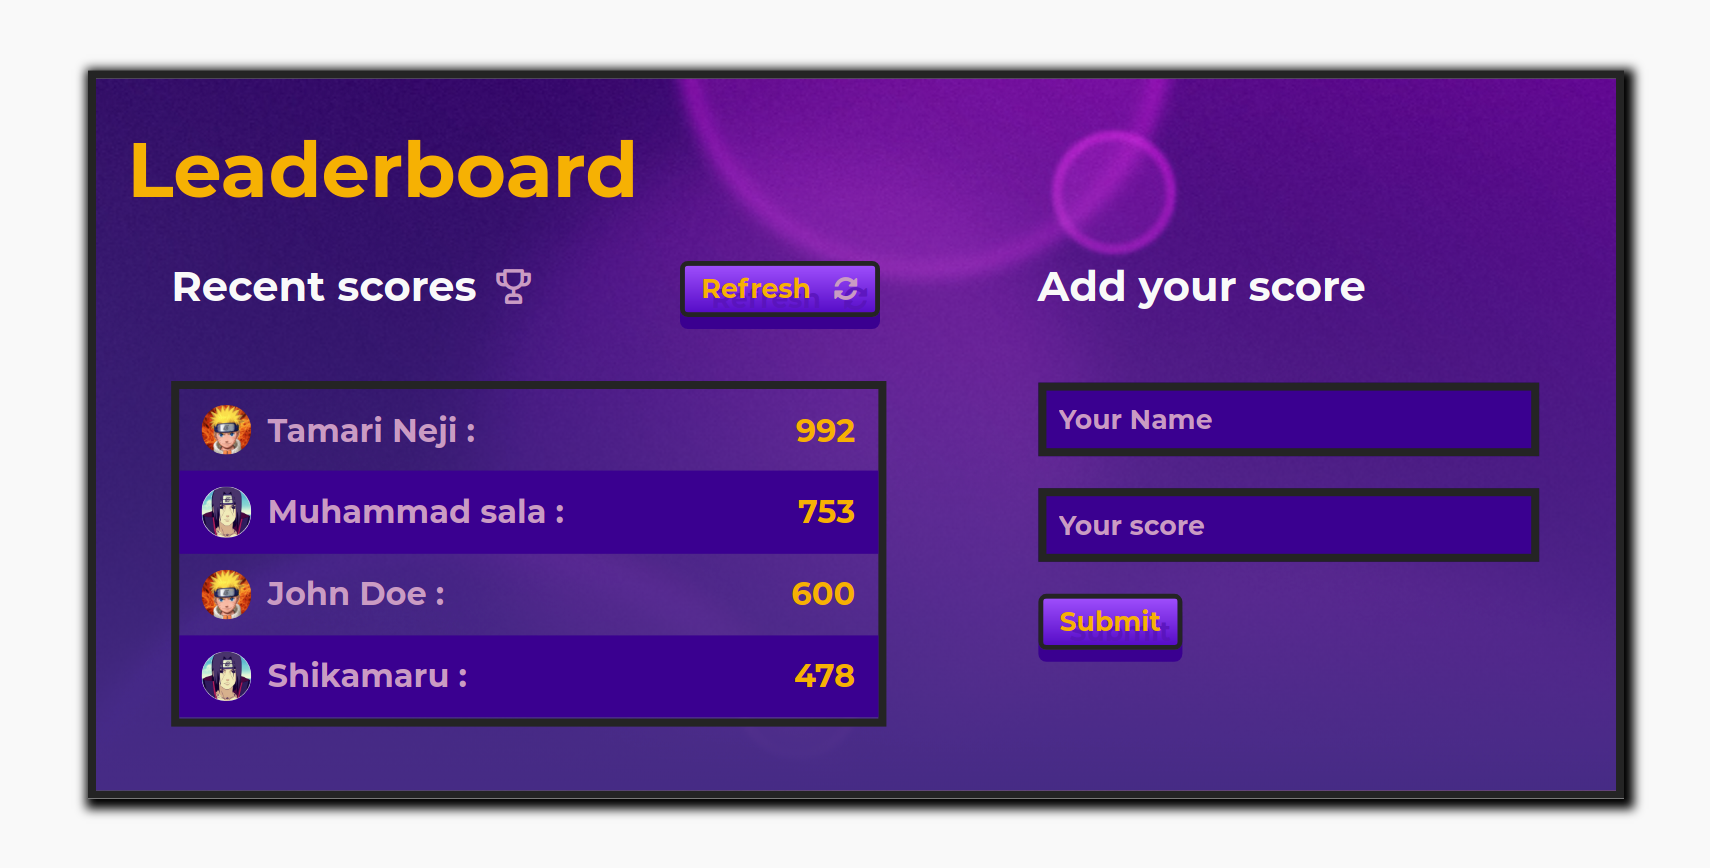 Leaderboard
Recent scores
Refresh
Tamari Neji : 992
Muhammad sala : 753
John Doe : 600
Shikamaru : 478
Add your score
Your Name
Your score
Submit